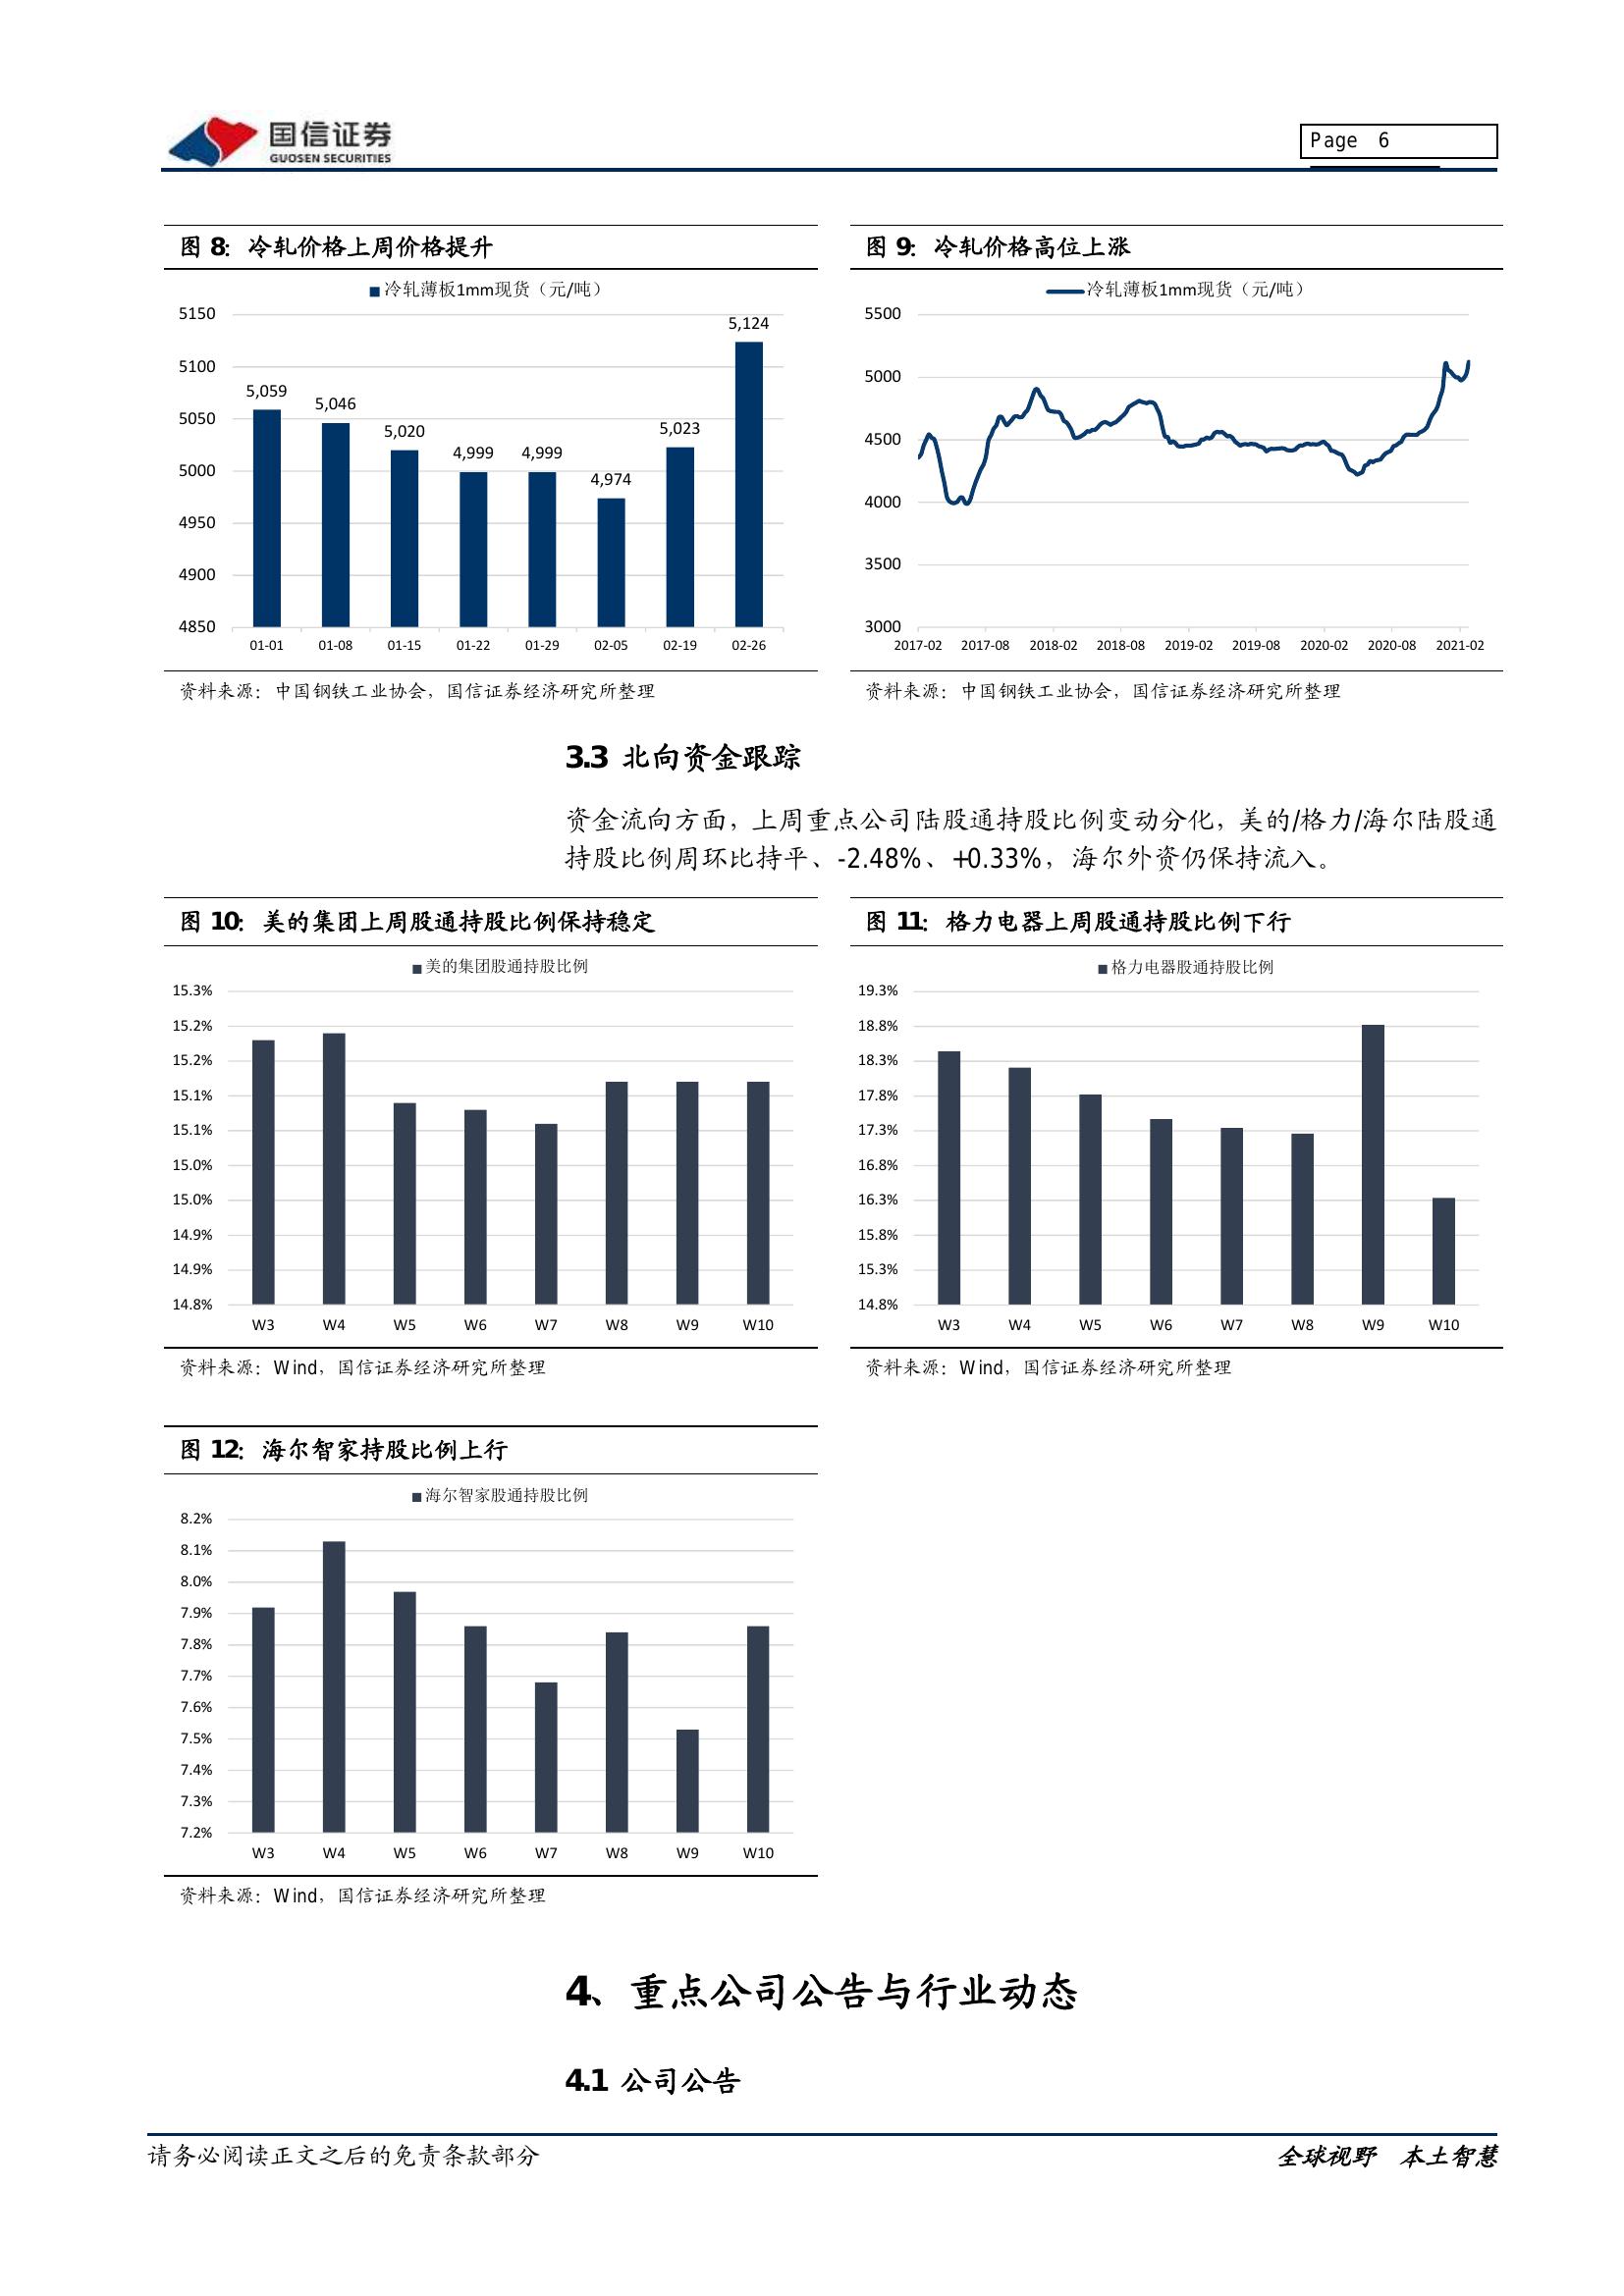 国信证券
GUOSEN SECURITIES
Page 6
图 8：冷轧价格上周价格提升
冷轧薄板1mm现货（元/吨）
5150
5100
5050
5000
4950
4900
4850
5,059
5,046
5,020
4,999
4,999
4,974
5,023
5,124
01-01 01-08 01-15 01-22 01-29 02-05 02-19 02-26
资料来源：中国钢铁工业协会，国信证券经济研究所整理
图 9：冷轧价格高位上涨
冷轧薄板1mm现货（元/吨）
5500
5000
4500
4000
3500
3000
2017-02 2017-08 2018-02 2018-08 2019-02 2019-08 2020-02 2020-08 2021-02
资料来源：中国钢铁工业协会，国信证券经济研究所整理
3.3 北向资金跟踪
资金流向方面，上周重点公司陆股通持股比例变动分化，美的/格力/海尔陆股通
持股比例周环比持平、-2.48%、+0.33%，海尔外资仍保持流入。
图 10：美的集团上周股通持股比例保持稳定
美的集团股通持股比例
15.3%
15.2%
15.2%
15.1%
15.1%
15.0%
15.0%
14.9%
14.9%
14.8%
W3 W4 W5 W6 W7 W8 W9 W10
资料来源：Wind，国信证券经济研究所整理
图 11：格力电器上周股通持股比例下行
格力电器股通持股比例
19.3%
18.8%
18.3%
17.8%
17.3%
16.8%
16.3%
15.8%
15.3%
14.8%
W3 W4 W5 W6 W7 W8 W9 W10
资料来源：Wind，国信证券经济研究所整理
图 12：海尔智家持股比例上行
海尔智家股通持股比例
8.2%
8.1%
8.0%
7.9%
7.8%
7.7%
7.6%
7.5%
7.4%
7.3%
7.2%
W3 W4 W5 W6 W7 W8 W9 W10
资料来源：Wind，国信证券经济研究所整理
4、重点公司公告与行业动态
4.1 公司公告
请务必阅读正文之后的免责条款部分
全球视野 本土智慧